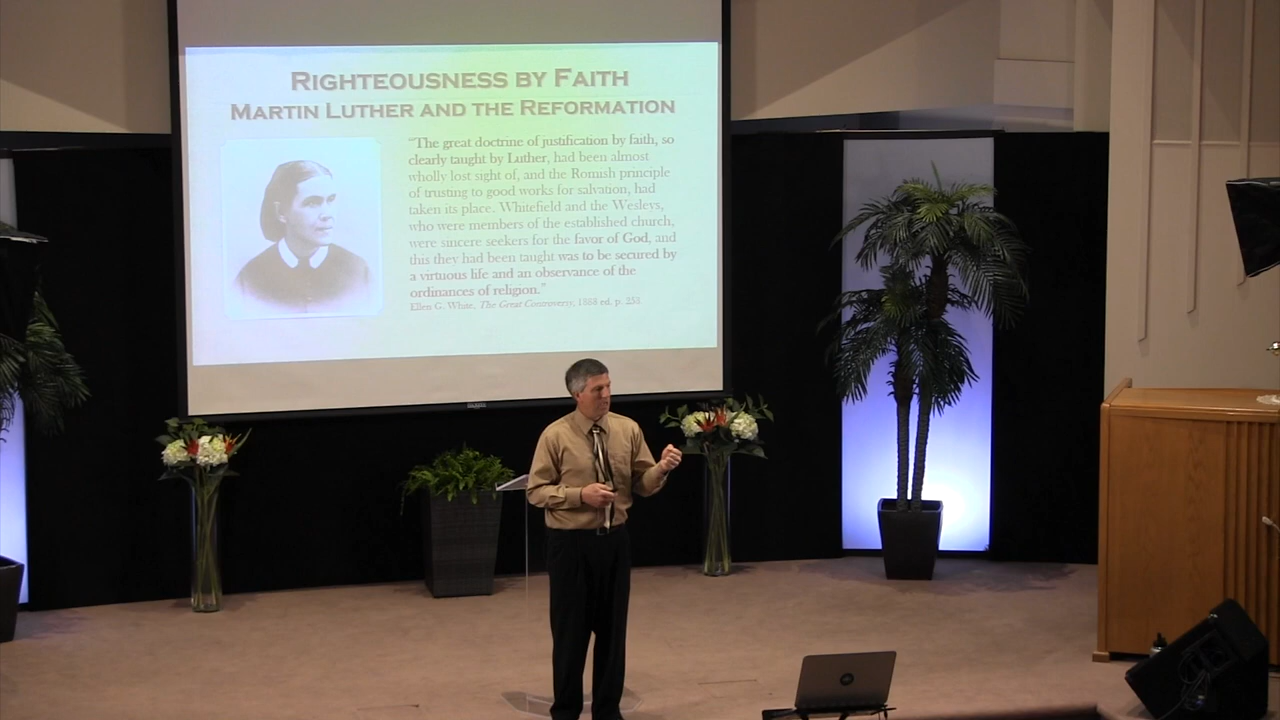 RIGHTEOUSNESS BY FAITH
MARTIN LUTHER AND THE REFORMATION
"The great doctrine of justification by faith, so
clearly taught by Luther, had been almost
wholly lost sight of, and the Romish principle
of trusting to good works for salvation, had
taken its place. Whitefield and the Wesleys,
who were members of the established church,
were sincere seekers for the favor of God, and
this they had been taught was to be secured by
a virtuous life and an observance of the
ordinances of religion."
Ellen G. White, The Great Controversy, 1888 ed. p. 253